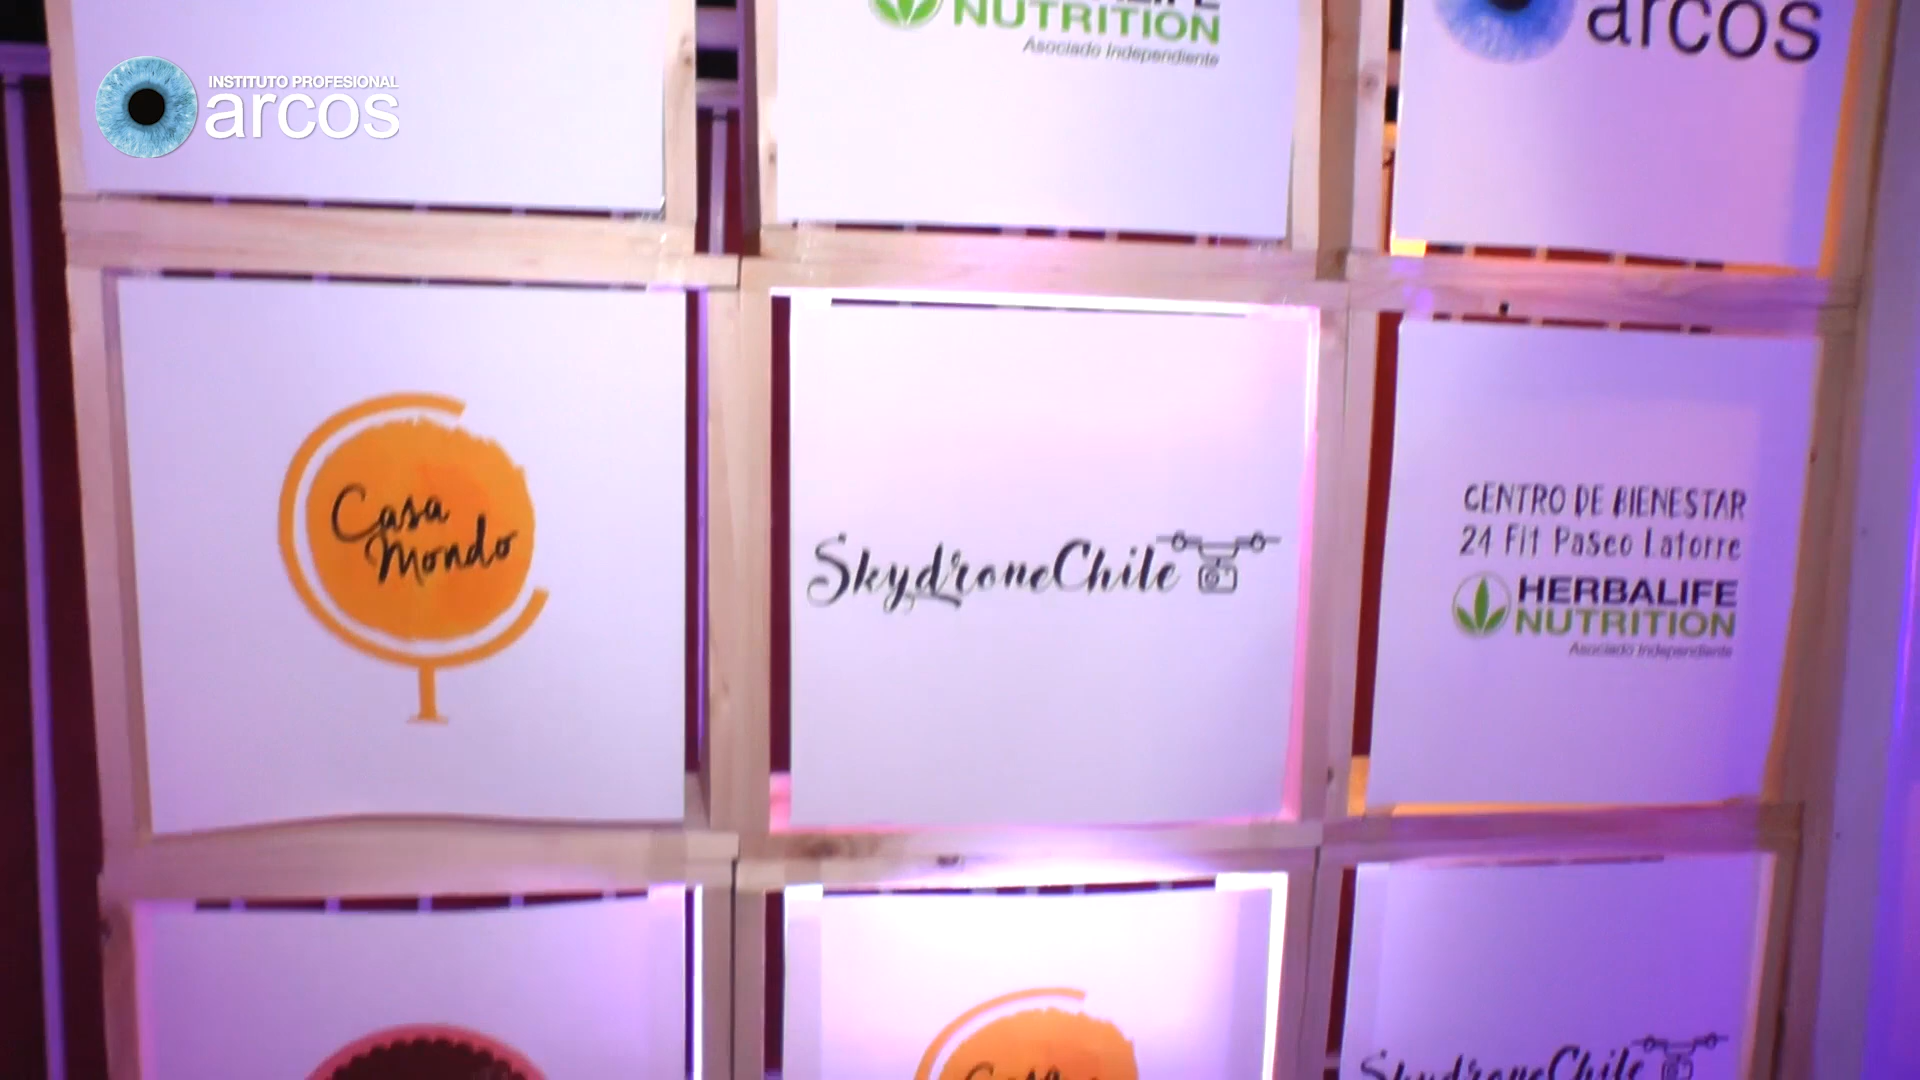 INSTITUTO PROFESIONAL
arcos
NUTRITION
Asociado Independiente
arcos
Casa
Mondo
SkydroneChile
CENTRO DE BIENESTAR
24 Fit Paseo Latorre
HERBALIFE
NUTRITION
Asociado Independiente
SkydroneChile